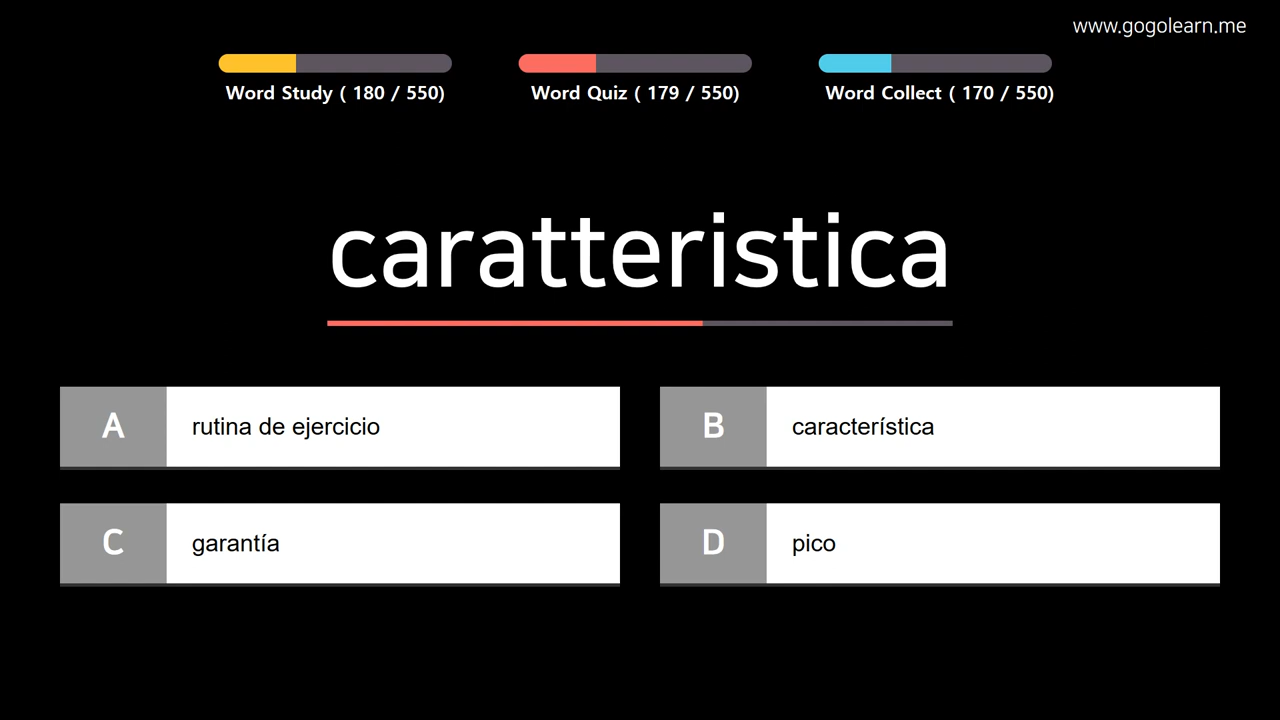 www.gogolearn.me
Word Study ( 180 / 550)
Word Quiz ( 179 / 550)
Word Collect ( 170 / 550)
caratteristica
A
rutina de ejercicio
B
característica
C
garantía
D
pico